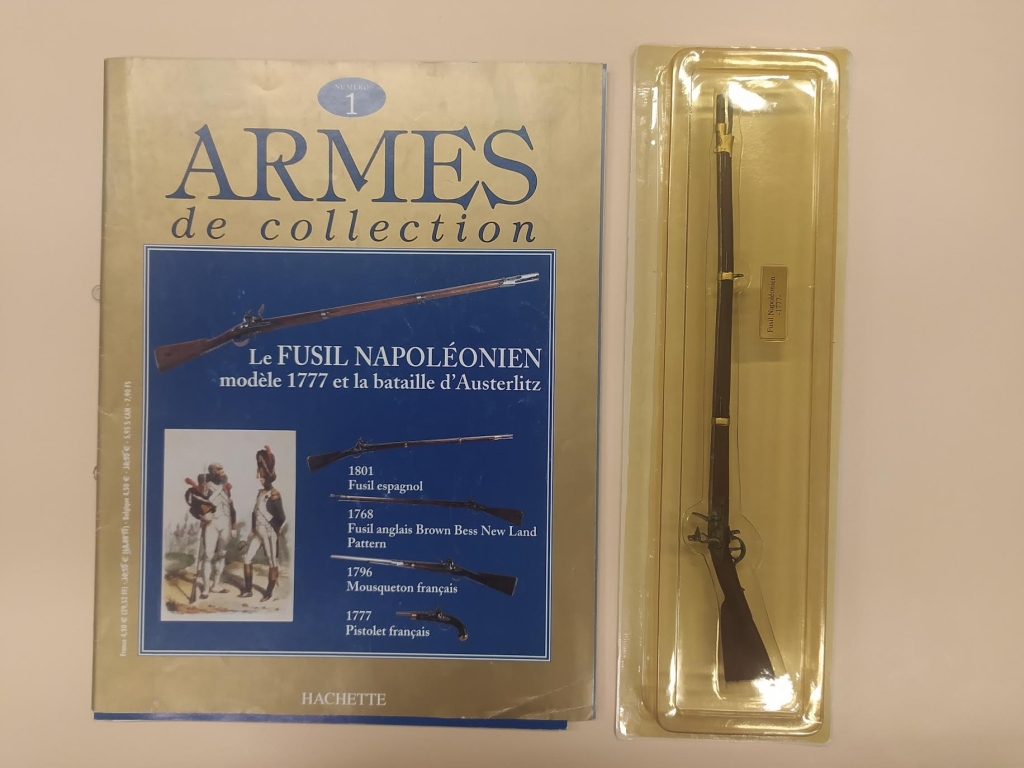 NUMÉRO
1
ARMES
de collection
Le FUSIL NAPOLÉONIEN
modèle 1777 et la bataille d'Austerlitz
1801
Fusil espagnol
1768
Fusil anglais Brown Bess New Land
Pattern
1796
Mousqueton français
1777
Pistolet français
HACHETTE
Fusil Napoléonien
-1777-